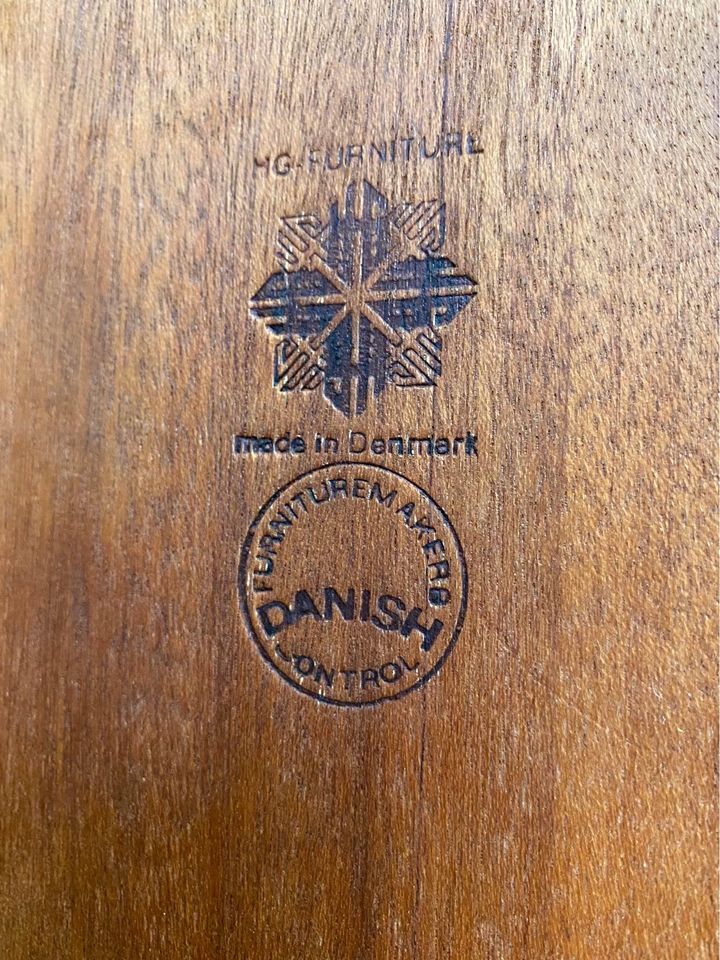 HG-FURNITURE
made in Denmark
FURNITUREMAKERS
DANISH
CONTROL